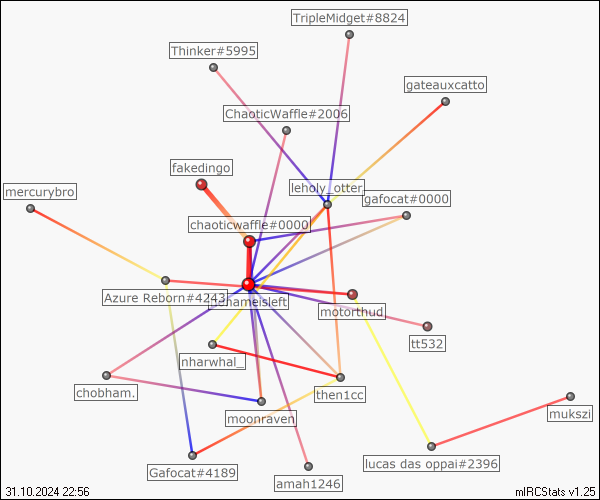 TripleMidget#8824
Thinker#5995
gateauxcatto
ChaoticWaffle#2006
fakedingo
mercurybro
leholy_otter
gafocat#0000
chaoticwaffle#0000
Azure Reborn#4243
motorthud
tt532
nharwhal_
chobham.
then1cc
moonraven
mukszi
lucas das oppai#2396
Gafocat#4189
amah1246
31.10.2024 22:56
mIRCStats v1.25